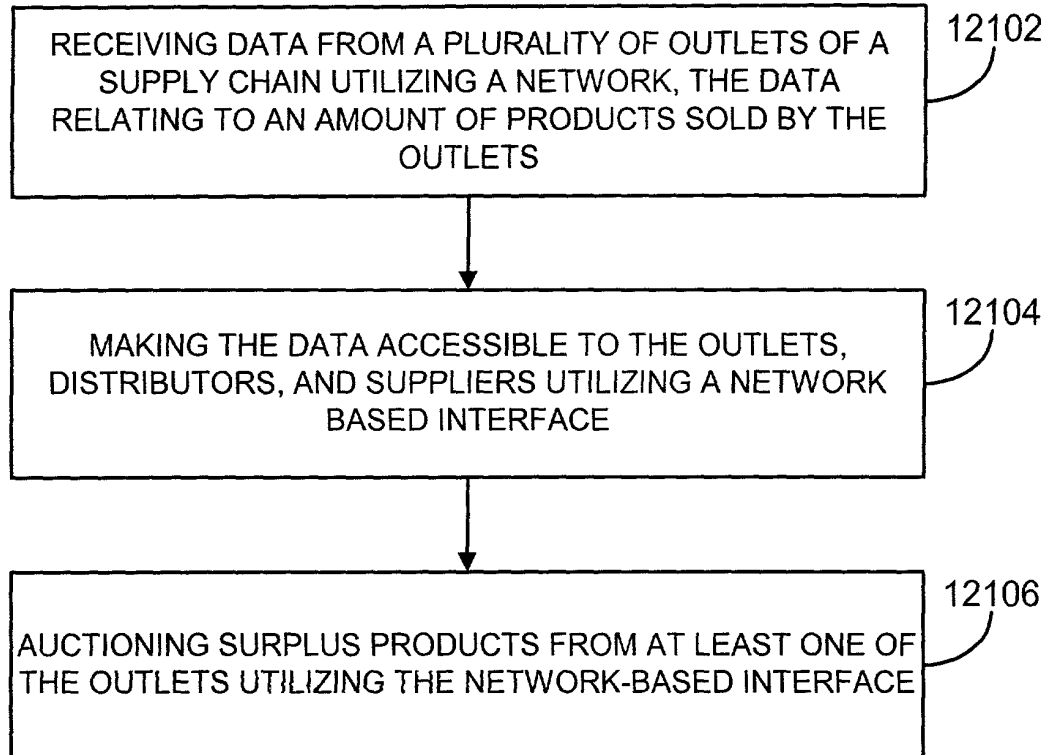 RECEIVING DATA FROM A PLURALITY OF OUTLETS OF A
SUPPLY CHAIN UTILIZING A NETWORK, THE DATA
RELATING TO AN AMOUNT OF PRODUCTS SOLD BY THE
OUTLETS
12102
MAKING THE DATA ACCESSIBLE TO THE OUTLETS,
DISTRIBUTORS, AND SUPPLIERS UTILIZING A NETWORK
BASED INTERFACE
12104
AUCTIONING SURPLUS PRODUCTS FROM AT LEAST ONE OF
THE OUTLETS UTILIZING THE NETWORK-BASED INTERFACE
12106